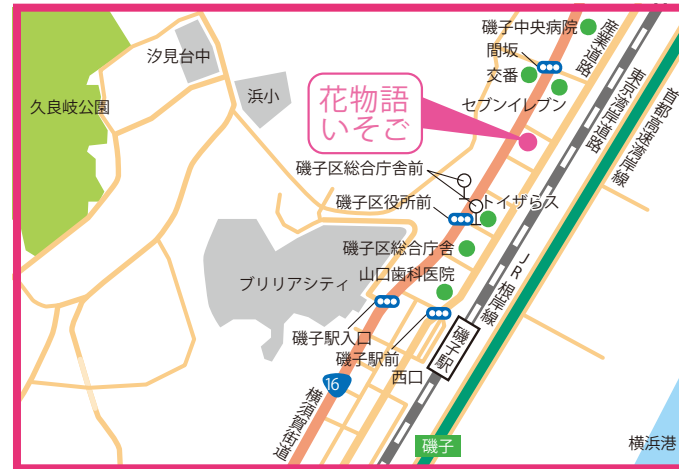 磯子中央病院
産業道路
間坂
汐見台中
交番
東京湾岸道路
久良岐公園
浜小
花物語
いそご
セブンイレブン
首都高速湾岸線
磯子区総合庁舎前
磯子区役所前
トイザらス
磯子区総合庁舎
ブリリアシティ
山口歯科医院
JR根岸線
磯子駅入口
磯子駅前
磯子駅
西口
16
横須賀街道
磯子
横浜港